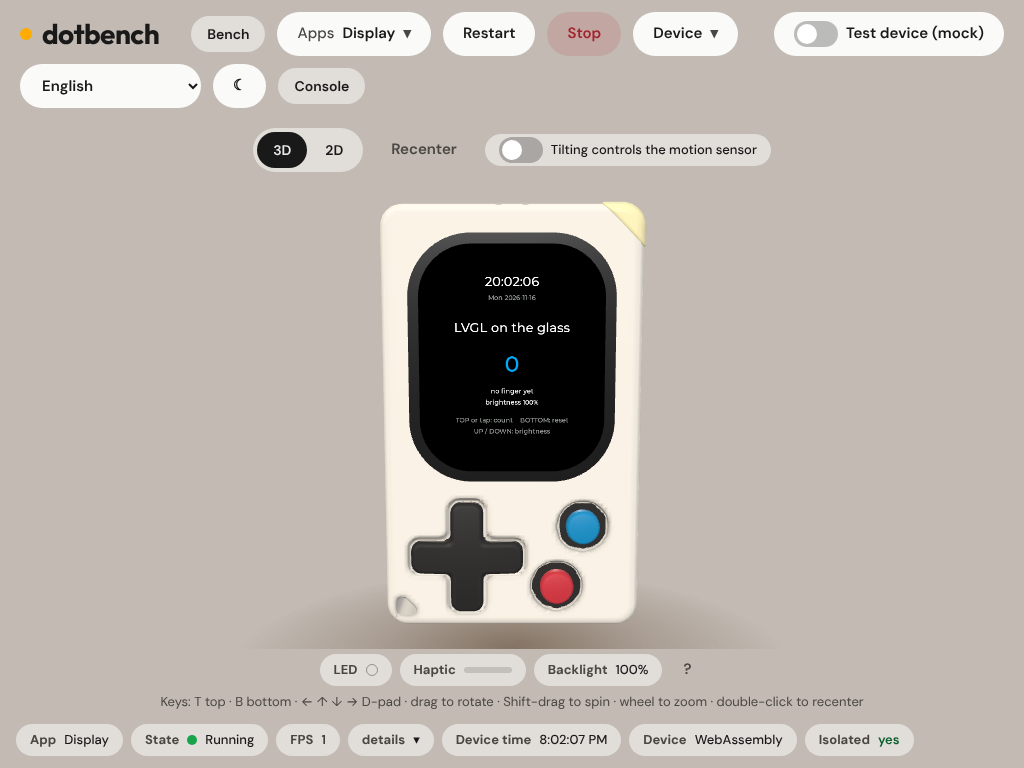 dotbench
Bench
Apps Display ▾
Restart
Stop
Device ▾
Test device (mock)
English
Console
3D
2D
Recenter
Tilting controls the motion sensor
20:02:06
Mon 2026-11-16
LVGL on the glass
0
no finger yet
brightness 100%
TOP or tap: count BOTTOM: reset
UP / DOWN: brightness
LED
Haptic
Backlight 100%
?
Keys: T top · B bottom · ← ↑ ↓ → D-pad · drag to rotate · Shift-drag to spin · wheel to zoom · double-click to recenter
App Display
State Running
FPS 1
details ▾
Device time 8:02:07 PM
Device WebAssembly
Isolated yes